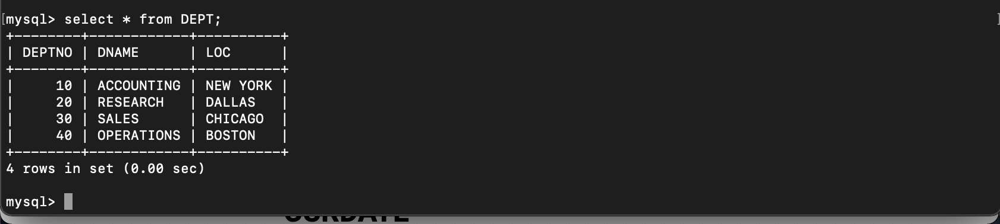 [mysql> select * from DEPT;                                                                                             ]
+--------+------------+----------+
| DEPTNO | DNAME      | LOC      |
+--------+------------+----------+
|     10 | ACCOUNTING | NEW YORK |
|     20 | RESEARCH   | DALLAS   |
|     30 | SALES      | CHICAGO  |
|     40 | OPERATIONS | BOSTON   |
+--------+------------+----------+
4 rows in set (0.00 sec)
mysql>
CURDATE